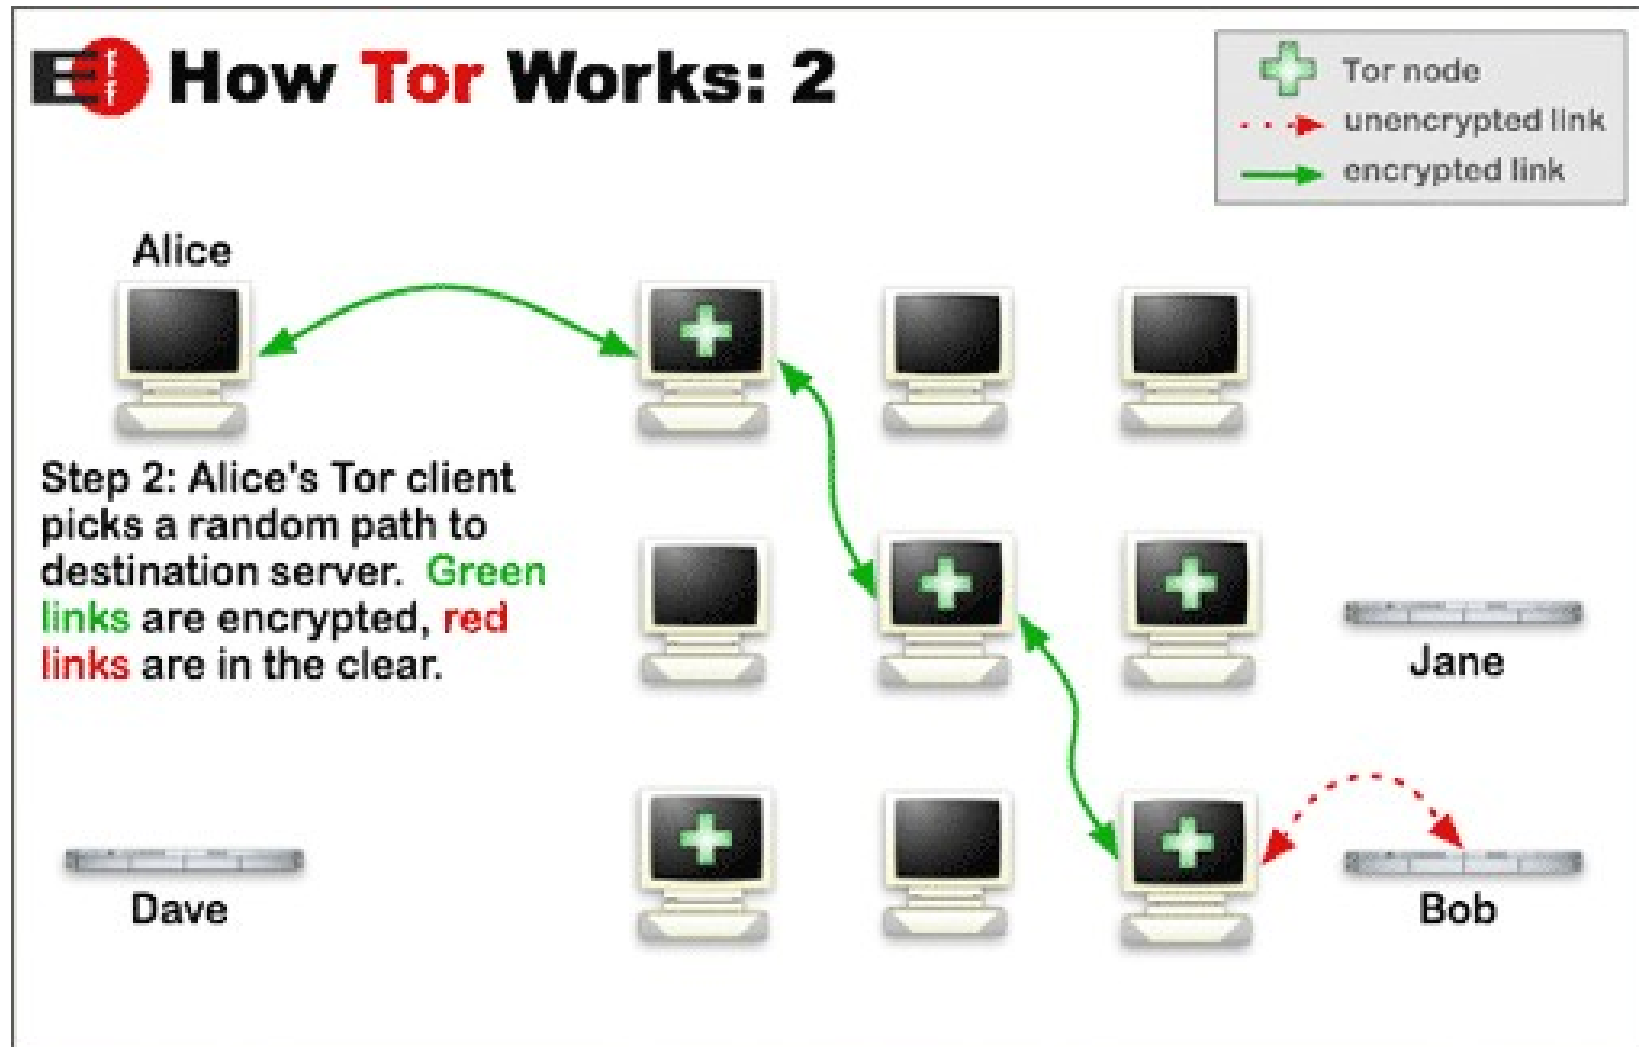 EFF How Tor Works: 2
Tor node
unencrypted link
encrypted link
Alice
Step 2: Alice's Tor client
picks a random path to
destination server. Green
links are encrypted, red
links are in the clear.
Jane
Dave
Bob